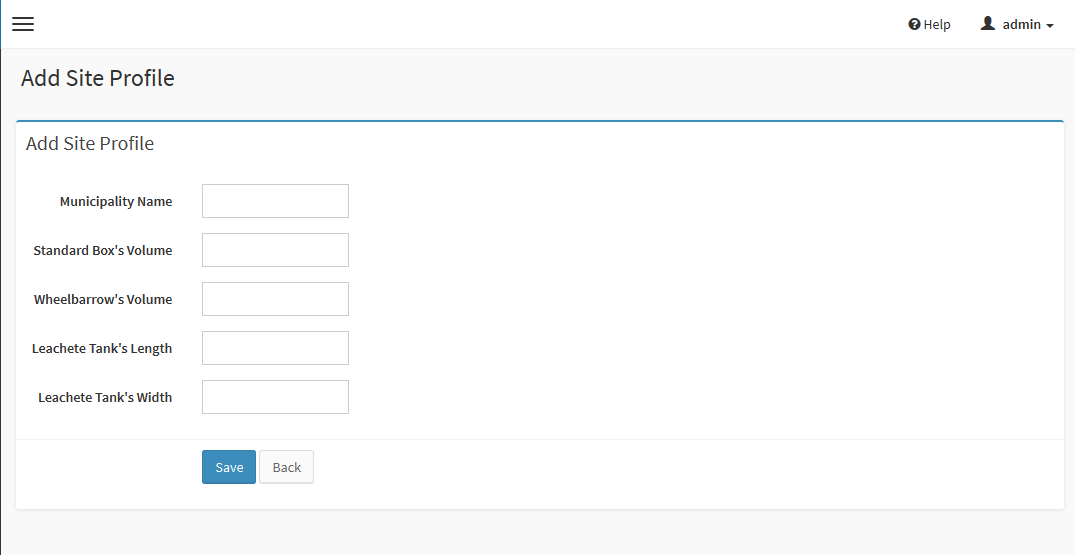 Help
admin
Add Site Profile
Add Site Profile
Municipality Name
Standard Box's Volume
Wheelbarrow's Volume
Leachete Tank's Length
Leachete Tank's Width
Save
Back